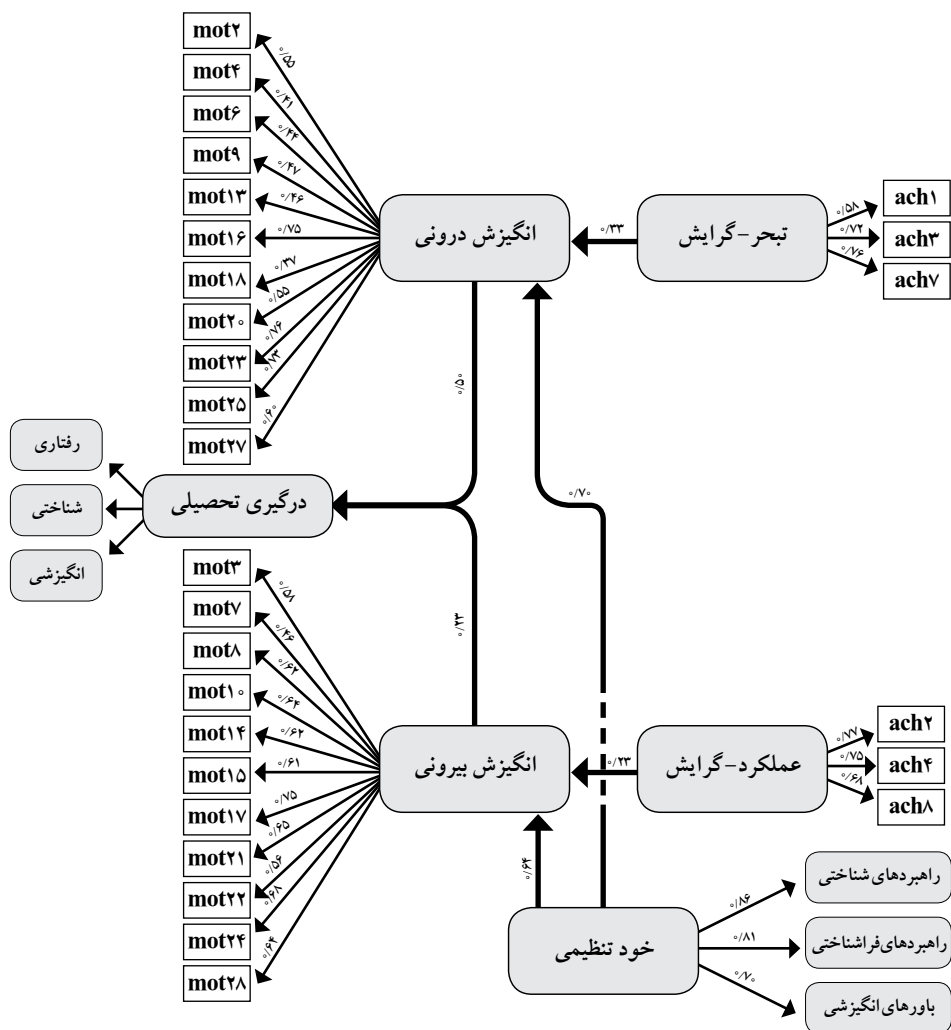 mot۲
mot۴
mot۶
mot۹
mot۱۳
mot۱۶
mot۱۸
mot۲۰
mot۲۳
mot۲۵
mot۲۷
۰/۵۵
۰/۴۱
۰/۴۴
۰/۴۷
۰/۴۶
۰/۷۵
۰/۳۷
۰/۵۵
۰/۷۶
۰/۷۳
۰/۶۰
انگیزش درونی
۰/۳۳
تبحر-گرایش
۰/۵۸
۰/۷۲
۰/۷۶
ach۱
ach۳
ach۷
۰/۵۰
۰/۷۰
رفتاری
شناختی
انگیزشی
درگیری تحصیلی
۰/۲۳
mot۳
mot۷
mot۸
mot۱۰
mot۱۴
mot۱۵
mot۱۷
mot۲۱
mot۲۲
mot۲۴
mot۲۸
۰/۵۸
۰/۴۶
۰/۶۲
۰/۶۴
۰/۶۲
۰/۶۱
۰/۷۵
۰/۶۵
۰/۵۶
۰/۶۸
۰/۶۴
انگیزش بیرونی
۰/۲۳
عملکرد-گرایش
۰/۷۷
۰/۷۵
۰/۶۸
ach۲
ach۴
ach۸
۰/۶۴
خود تنظیمی
۰/۸۶
۰/۸۱
۰/۷۰
راهبردهای شناختی
راهبردهای فراشناختی
باورهای انگیزشی